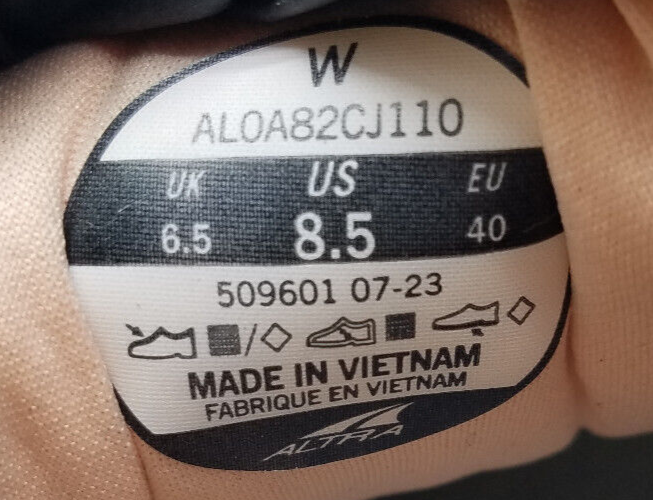 W
AL0A82CJ110
UK US EU
6.5 8.5 40
509601 07-23
MADE IN VIETNAM
FABRIQUE EN VIETNAM
ALTRA